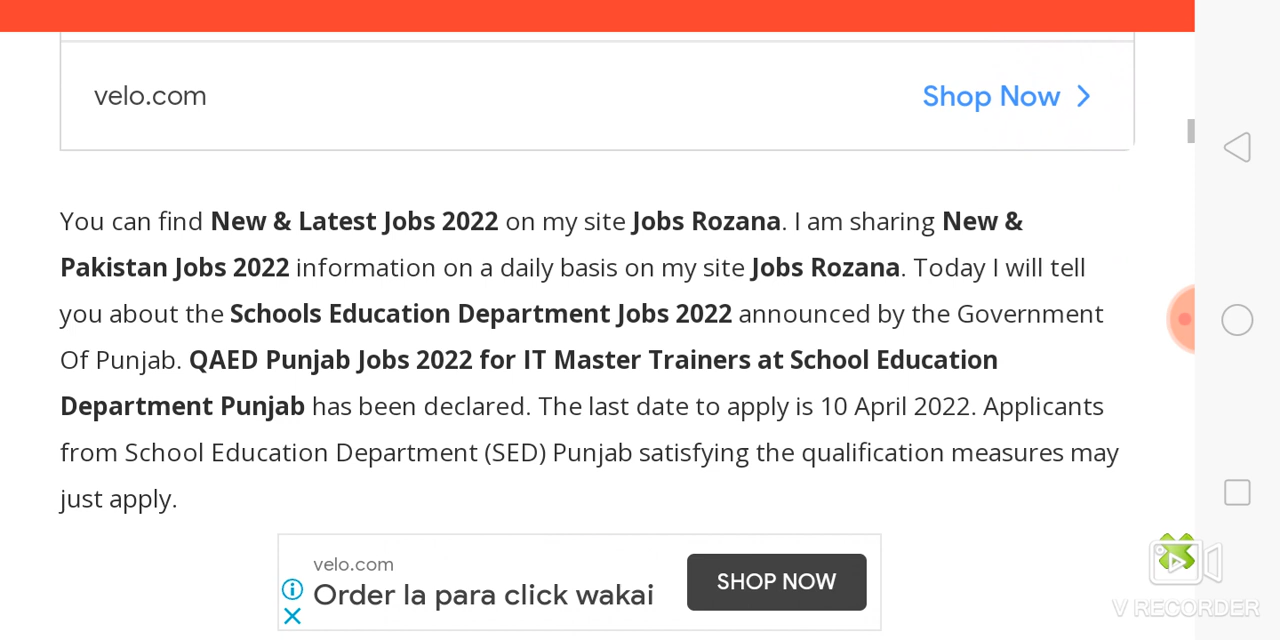 velo.com
Shop Now
You can find New & Latest Jobs 2022 on my site Jobs Rozana. I am sharing New &
Pakistan Jobs 2022 information on a daily basis on my site Jobs Rozana. Today I will tell
you about the Schools Education Department Jobs 2022 announced by the Government
Of Punjab. QAED Punjab Jobs 2022 for IT Master Trainers at School Education
Department Punjab has been declared. The last date to apply is 10 April 2022. Applicants
from School Education Department (SED) Punjab satisfying the qualification measures may
just apply.
velo.com
Order la para click wakai
SHOP NOW
V RECORDER